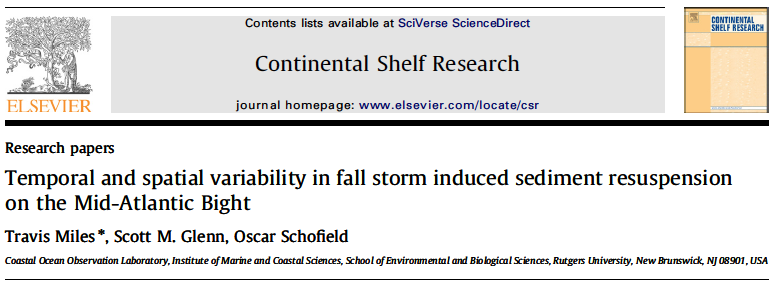 Contents lists available at SciVerse ScienceDirect
Continental Shelf Research
journal homepage: www.elsevier.com/locate/csr
ELSEVIER
CONTINENTAL
SHELF RESEARCH
Research papers
Temporal and spatial variability in fall storm induced sediment resuspension
on the Mid-Atlantic Bight
Travis Miles*, Scott M. Glenn, Oscar Schofield
Coastal Ocean Observation Laboratory, Institute of Marine and Coastal Sciences, School of Environmental and Biological Sciences, Rutgers University, New Brunswick, NJ 08901, USA